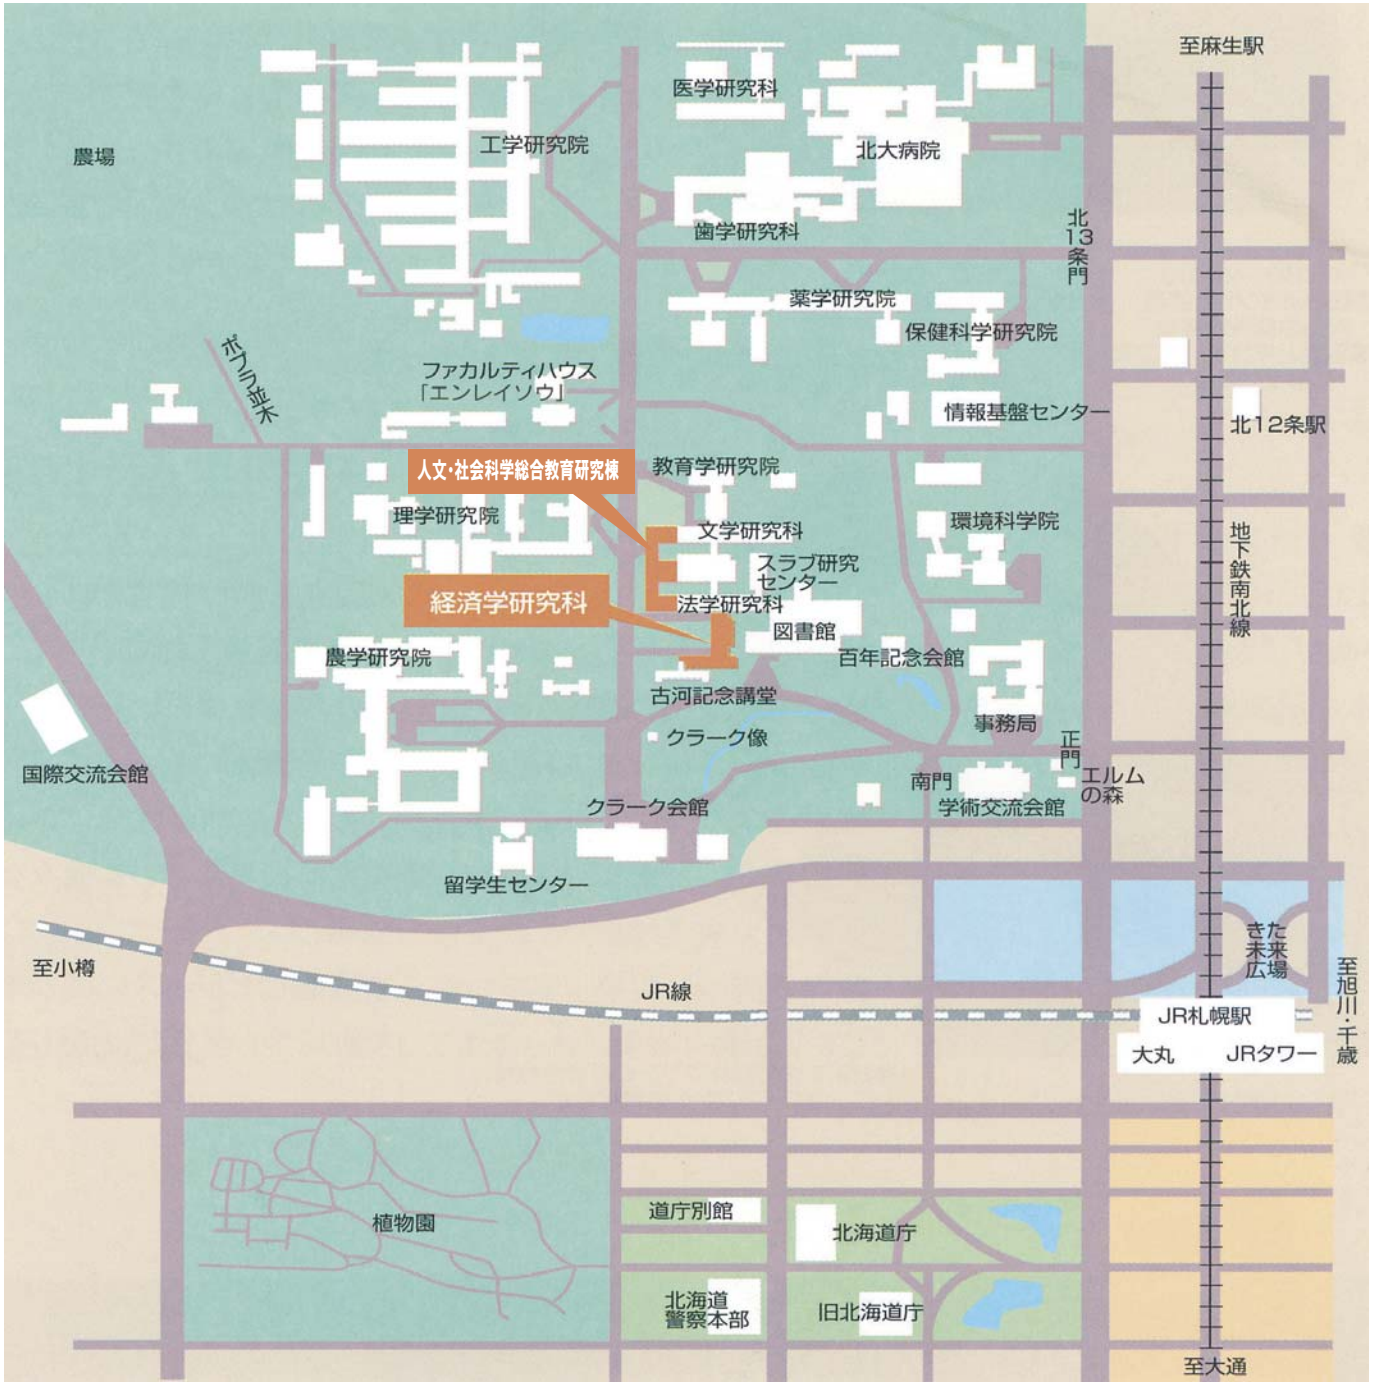 至麻生駅
医学研究科
農場
工学研究院
北大病院
歯学研究科
北13条門
薬学研究院
保健科学研究院
ポプラ並木
ファカルティハウス
「エンレイソウ」
情報基盤センター
北12条駅
人文・社会科学総合教育研究棟
教育学研究院
理学研究院
文学研究科
環境科学院
地下鉄南北線
スラブ研究
センター
経済学研究科
法学研究科
図書館
農学研究院
百年記念会館
古河記念講堂
事務局
クラーク像
正門
国際交流会館
南門
エルム
の森
クラーク会館
学術交流会館
留学生センター
きた
未来
広場
至小樽
JR線
至旭川・千歳
JR札幌駅
大丸
JRタワー
道庁別館
植物園
北海道庁
北海道
警察本部
旧北海道庁
至大通